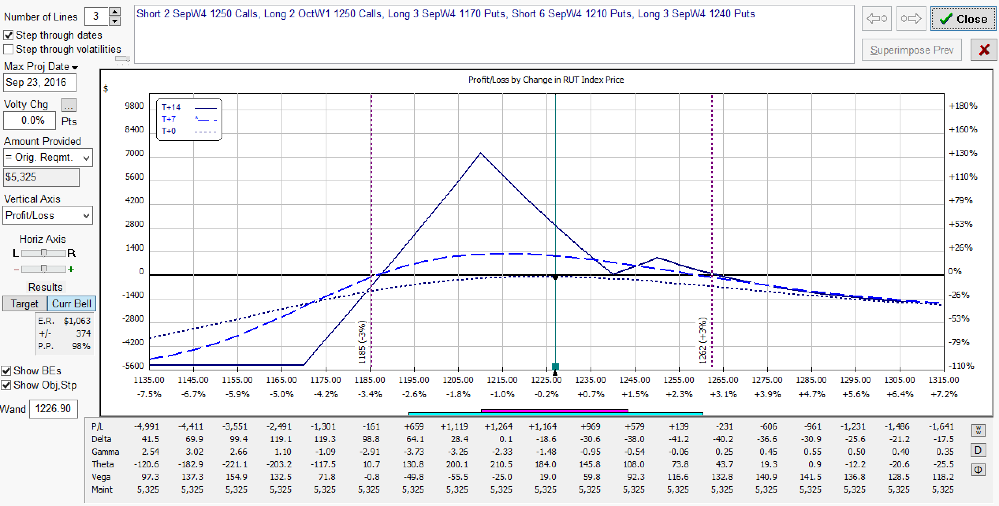 Number of Lines 3
Step through dates
Step through volatilities
Max Proj Date
Sep 23, 2016
Volty Chg ...
0.0% Pts
Amount Provided
= Orig. Reqmt.
$5,325
Vertical Axis
Profit/Loss
Horiz Axis
L R
- +
Results
Target Curr Bell
E.R. $1,063
+/- 374
P.P. 98%
Show BEs
Show Obj,Stp
Wand 1226.90
Short 2 SepW4 1250 Calls, Long 2 OctW1 1250 Calls, Long 3 SepW4 1170 Puts, Short 6 SepW4 1210 Puts, Long 3 SepW4 1240 Puts
Close
Superimpose Prev
Profit/Loss by Change in RUT Index Price
$
T+14
T+7 *
T+0
9800 +180%
8400 +160%
7000 +130%
5600 +110%
4200 +79%
2800 +53%
1400 +26%
0 0%
-1400 -26%
-2800 -53%
-4200 -79%
-5600 -110%
1185 (-3%)
1262 (+3%)
1135.00 1145.00 1155.00 1165.00 1175.00 1185.00 1195.00 1205.00 1215.00 1225.00 1235.00 1245.00 1255.00 1265.00 1275.00 1285.00 1295.00 1305.00 1315.00
-7.5% -6.7% -5.9% -5.0% -4.2% -3.4% -2.6% -1.8% -1.0% -0.2% +0.7% +1.5% +2.3% +3.1% +3.9% +4.7% +5.6% +6.4% +7.2%
P/L -4,991 -4,411 -3,551 -2,491 -1,301 -161 +659 +1,119 +1,264 +1,164 +969 +579 +139 -231 -606 -961 -1,231 -1,486 -1,641
Delta 41.5 69.9 99.4 119.1 119.3 98.8 64.1 28.4 0.1 -18.6 -30.6 -38.0 -41.2 -40.2 -36.6 -30.9 -25.6 -21.2 -17.5
Gamma 2.54 3.02 2.66 1.10 -1.09 -2.91 -3.73 -3.26 -2.33 -1.48 -0.95 -0.54 -0.06 0.25 0.45 0.55 0.50 0.40 0.35
Theta -120.6 -182.9 -221.1 -203.2 -117.5 10.7 130.8 200.1 210.5 184.0 145.8 108.0 73.8 43.7 19.3 0.9 -12.2 -20.6 -25.5
Vega 97.3 137.3 154.9 132.5 71.8 -0.8 -49.8 -55.5 -25.0 19.0 59.8 92.3 116.6 132.8 140.9 141.5 136.8 128.5 118.2
Maint 5,325 5,325 5,325 5,325 5,325 5,325 5,325 5,325 5,325 5,325 5,325 5,325 5,325 5,325 5,325 5,325 5,325 5,325 5,325
W
W
D
Φ